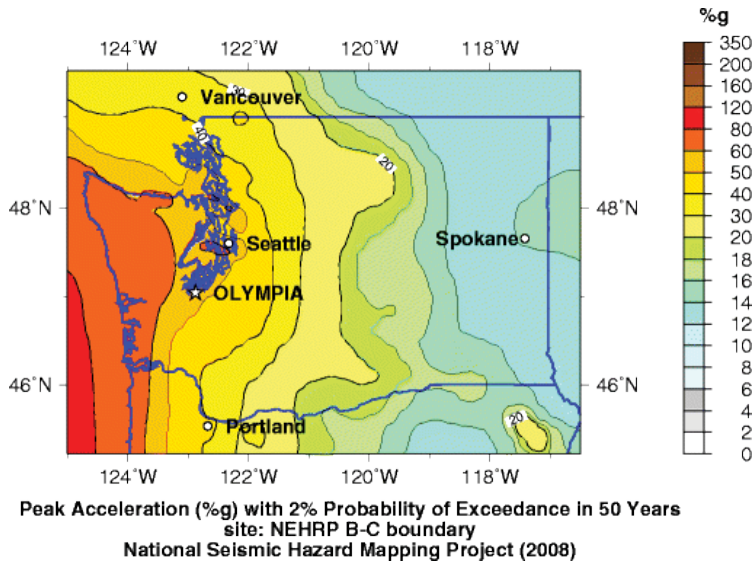 %g
124°W 122°W 120°W 118°W
350
200
160
120
80
60
50
40
30
20
18
16
14
12
10
8
6
4
2
0
30
Vancouver
40
20
48°N 48°N
Seattle
Spokane
OLYMPIA
46°N 46°N
20
Portland
124°W 122°W 120°W 118°W
Peak Acceleration (%g) with 2% Probability of Exceedance in 50 Years
site: NEHRP B-C boundary
National Seismic Hazard Mapping Project (2008)